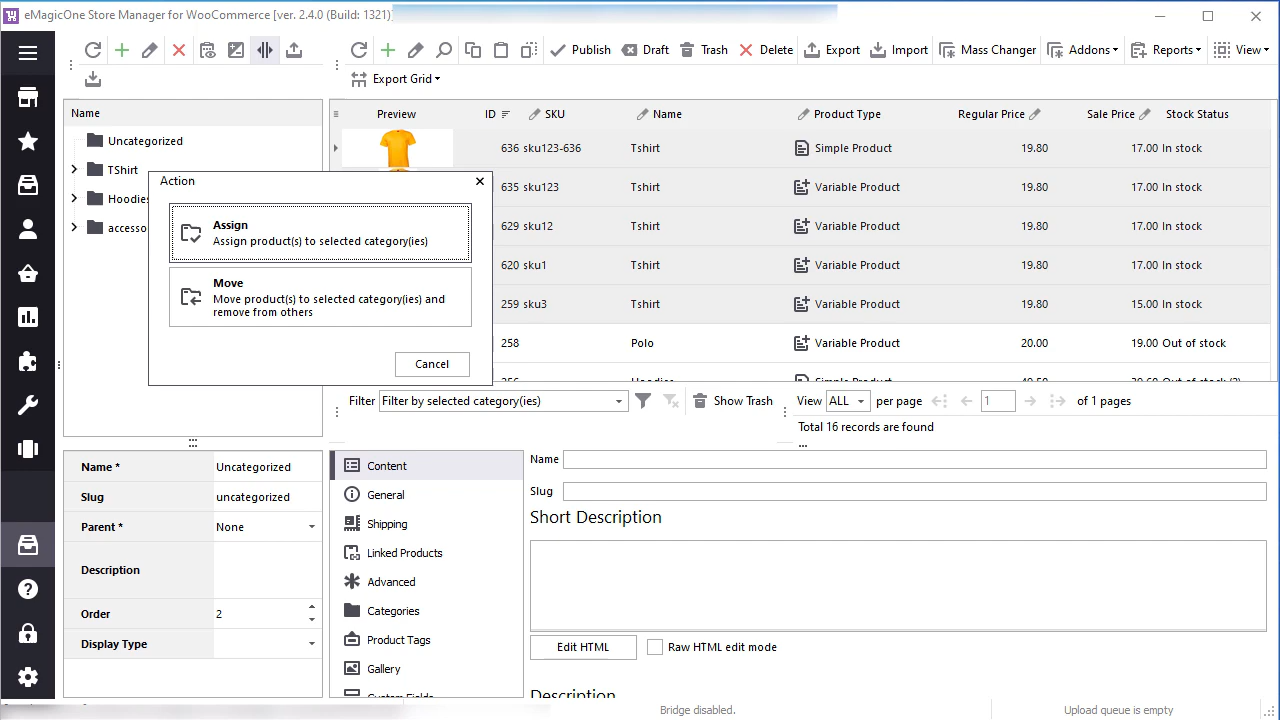 eMagicOne Store Manager for WooCommerce [ver. 2.4.0 (Build: 1321)]
Publish Draft Trash Delete Export Import Mass Changer Addons Reports View
Export Grid
Name
Uncategorized
TShirt
Hoodies
accesso
Preview ID SKU Name Product Type Regular Price Sale Price Stock Status
636 sku123-636 Tshirt Simple Product 19.80 17.00 In stock
635 sku123 Tshirt Variable Product 19.80 17.00 In stock
629 sku12 Tshirt Variable Product 19.80 17.00 In stock
620 sku1 Tshirt Variable Product 19.80 17.00 In stock
259 sku3 Tshirt Variable Product 19.80 15.00 In stock
258 Polo Variable Product 20.00 19.00 Out of stock
Action
Assign
Assign product(s) to selected category(ies)
Move
Move product(s) to selected category(ies) and
remove from others
Cancel
Filter Filter by selected category(ies) Show Trash View ALL per page 1 of 1 pages
Total 16 records are found
Name * Uncategorized
Slug uncategorized
Parent * None
Description
Order 2
Display Type
Content
General
Shipping
Linked Products
Advanced
Categories
Product Tags
Gallery
Custom Fields
Name
Slug
Short Description
Edit HTML Raw HTML edit mode
Description
Bridge disabled. Upload queue is empty